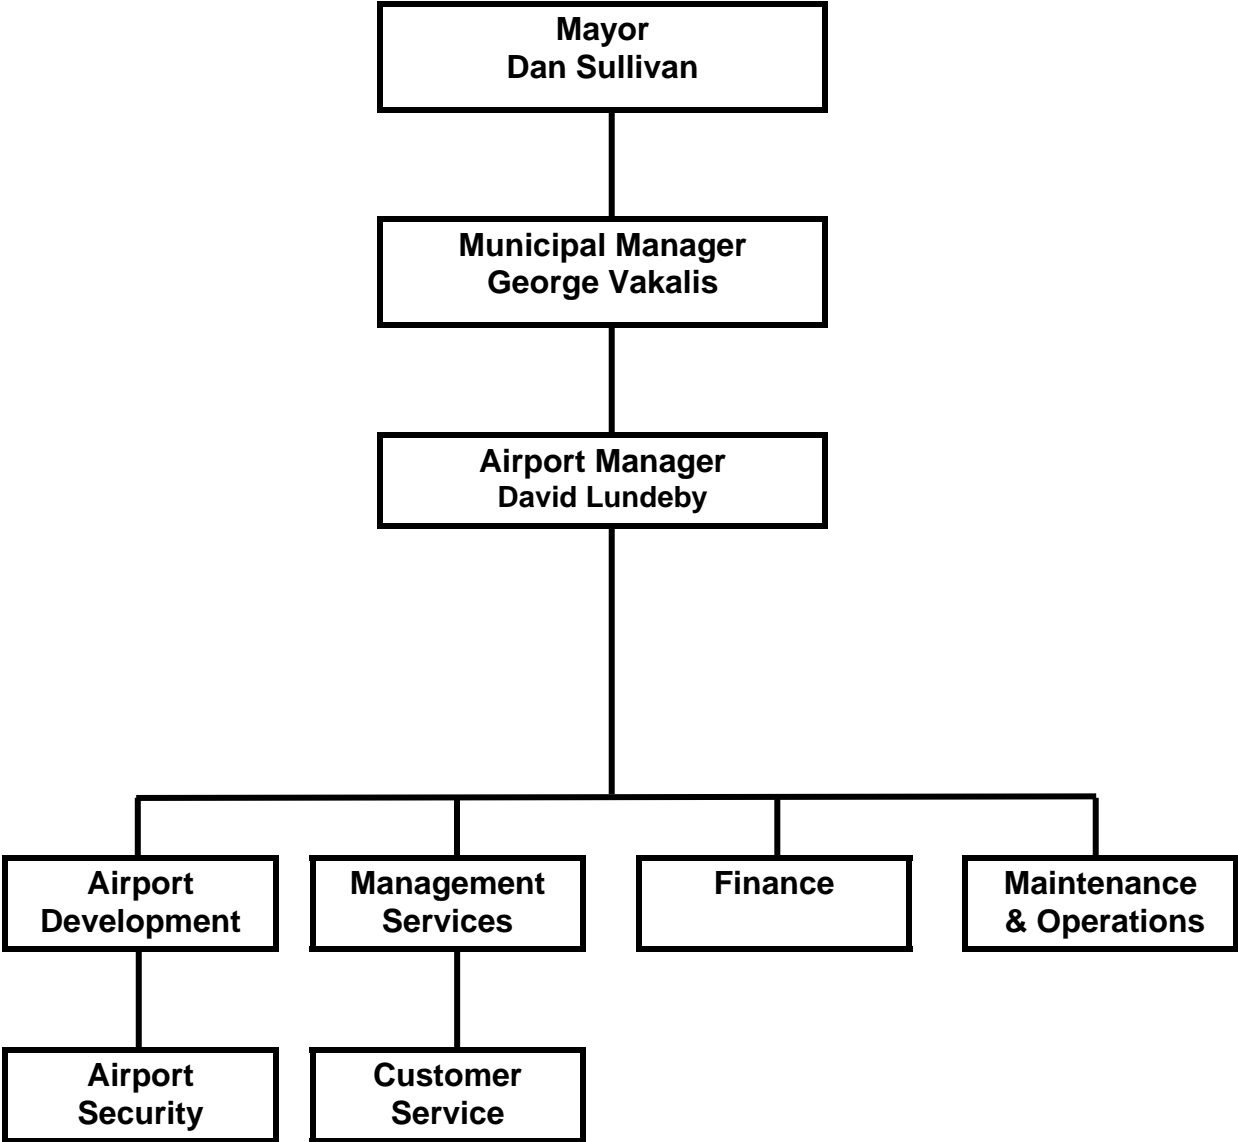 Mayor
Dan Sullivan
Municipal Manager
George Vakalis
Airport Manager
David Lundeby
Airport
Development
Management
Services
Finance
Maintenance
& Operations
Airport
Security
Customer
Service